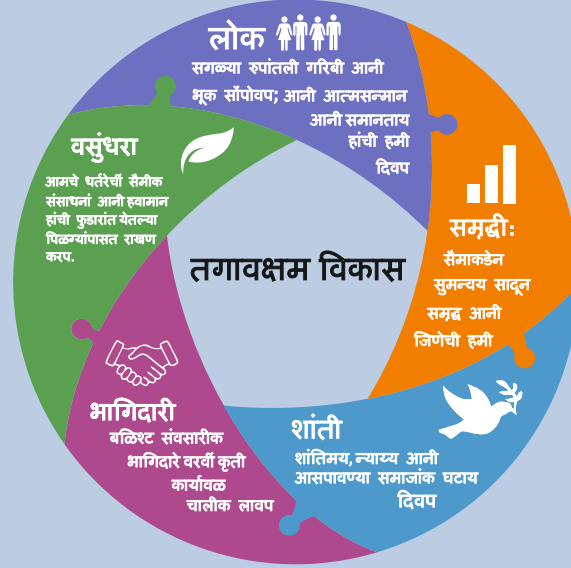 लोक
सगळ्या रुपांतली गरिबी आनी
भूक सोंपोवप; आनी आत्मसन्मान
आनी समानताय
हांची हमी
दिवप
समृद्धी:
सैमाकडेन
सुमन्वय सादून
समृद्ध आनी
जिणेची हमी
शांती
शांतिमय, न्याय्य आनी
आसपावण्या समाजांक घटाय
दिवप
भागिदारी
बळिश्ट संवसारीक
भागिदारे वरवीं कृती
कार्यावळ
चालीक लावप
वसुंधरा
आमचे धर्तरेचीं सैमीक
संसाधनां आनी हवामान
हांची फुडारांत येतल्या
पिळग्यांपासत राखण
करप.
तगावक्षम विकास